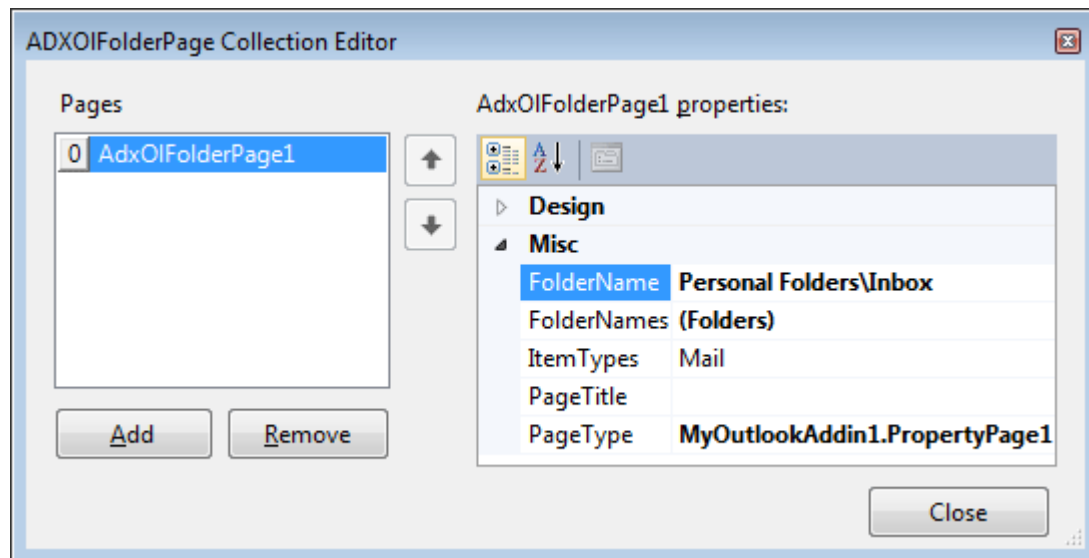 ADXOlFolderPage Collection Editor
Pages
AdxOlFolderPage1 properties:
0 AdxOlFolderPage1
Design
Misc
FolderName Personal Folders\Inbox
FolderNames (Folders)
ItemTypes Mail
PageTitle
PageType MyOutlookAddin1.PropertyPage1
Add Remove
Close